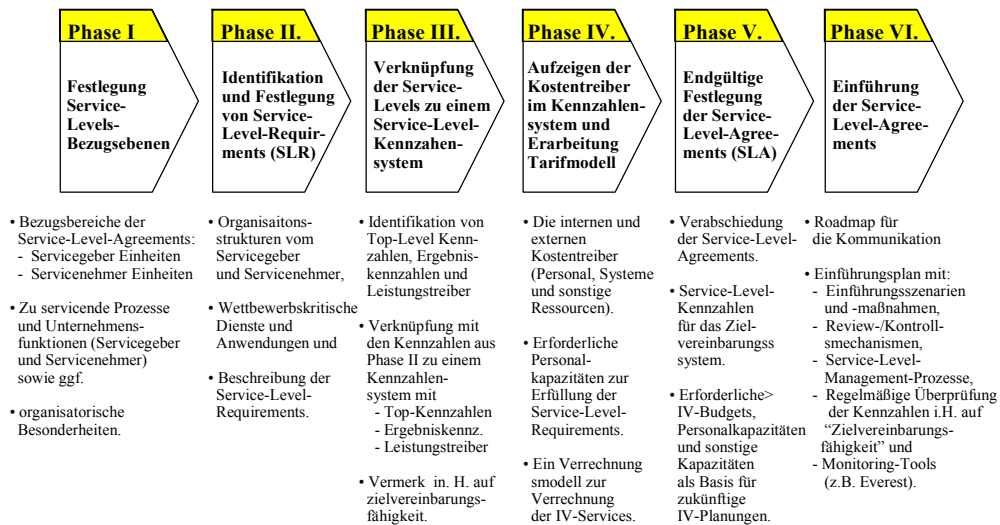 Phase I
Festlegung
Service-
Levels-
Bezugsebenen
• Bezugsbereiche der
Service-Level-Agreements:
- Servicegeber Einheiten
- Servicenehmer Einheiten
• Zu servicende Prozesse
und Unternehmens-
funktionen (Servicegeber
und Servicenehmer)
sowie ggf.
• organisatorische
Besonderheiten.
Phase II.
Identifikation
und Festlegung
von Service-
Level-Requir-
ments (SLR)
• Organisaitons-
strukturen vom
Servicegeber
und Servicenehmer,
• Wettbewerbskritische
Dienste und
Anwendungen und
• Beschreibung der
Service-Level-
Requirements.
Phase III.
Verknüpfung
der Service-
Levels zu einem
Service-Level-
Kennzahen-
system
• Identifikation von
Top-Level Kenn-
zahlen, Ergebnis-
kennzahlen und
Leistungstreiber
• Verknüpfung mit
den Kennzahlen aus
Phase II zu einem
Kennzahlen-
system mit
- Top-Kennzahlen
- Ergebniskennz.
- Leistungstreiber
• Vermerk in. H. auf
zielvereinbarungs-
fähigkeit.
Phase IV.
Aufzeigen der
Kostentreiber
im Kennzahlen-
system und
Erarbeitung
Tarifmodell
• Die internen und
externen
Kostentreiber
(Personal, Systeme
und sonstige
Ressourcen).
• Erforderliche
Personal-
kapazitäten zur
Erfüllung der
Service-Level-
Requirements.
• Ein Verrechnung
smodell zur
Verrechnung
der IV-Services.
Phase V.
Endgültige
Festlegung
der Service-
Level-Agree-
ments (SLA)
• Verabschiedung
der Service-Level-
Agreements.
• Service-Level-
Kennzahlen
für das Ziel-
vereinbarungss
system.
• Erforderliche>
IV-Budgets,
Personalkapazitäten
und sonstige
Kapazitäten
als Basis für
zukünftige
IV-Planungen.
Phase VI.
Einführung
der Service-
Level-Agree-
ments
• Roadmap für
die Kommunikation
• Einführungsplan mit:
- Einführungsszenarien
und -maßnahmen,
- Review-/Kontroll-
smechanismen,
- Service-Level-
Management-Prozesse,
- Regelmäßige Überprüfung
der Kennzahlen i.H. auf
“Zielvereinbarungs-
fähigkeit” und
- Monitoring-Tools
(z.B. Everest).